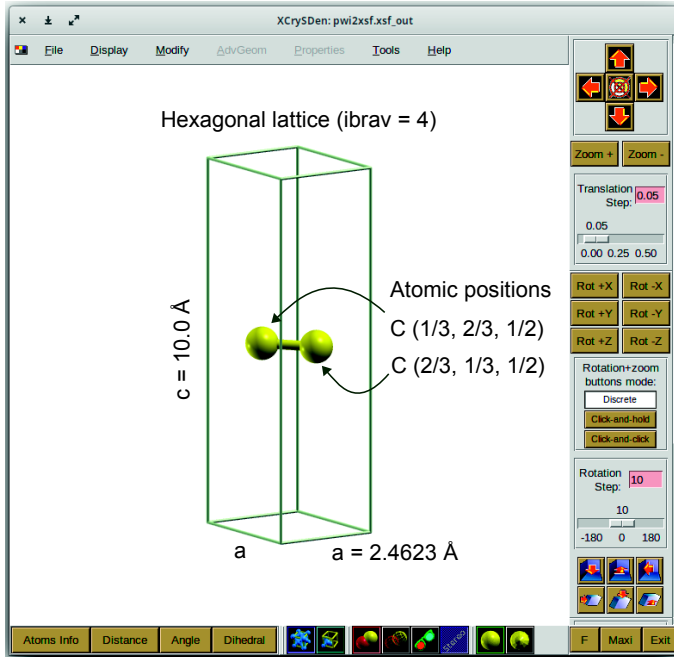 XCrySDen: pwi2xsf.xsf_out
File Display Modify AdvGeom Properties Tools Help
Hexagonal lattice (ibrav = 4)
c = 10.0 Å
Atomic positions
C (1/3, 2/3, 1/2)
C (2/3, 1/3, 1/2)
a
a = 2.4623 Å
Zoom + Zoom -
Translation
Step: 0.05
0.05
0.00 0.25 0.50
Rot +X Rot -X
Rot +Y Rot -Y
Rot +Z Rot -Z
Rotation+zoom
buttons mode:
Discrete
Click-and-hold
Click-and-click
Rotation
Step: 10
10
-180 0 180
Atoms Info Distance Angle Dihedral Stereo F Maxi Exit